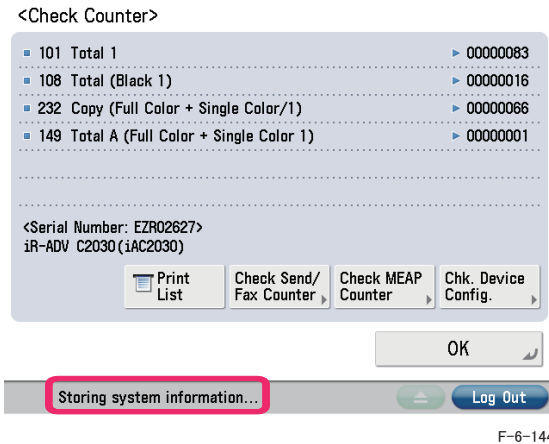 <Check Counter>
101 Total 1 00000083
108 Total (Black 1) 00000016
232 Copy (Full Color + Single Color/1) 00000066
149 Total A (Full Color + Single Color 1) 00000001
<Serial Number: EZR02627>
iR-ADV C2030(iAC2030)
Print List
Check Send/ Fax Counter
Check MEAP Counter
Chk. Device Config.
OK
Storing system information...
Log Out
F-6-144